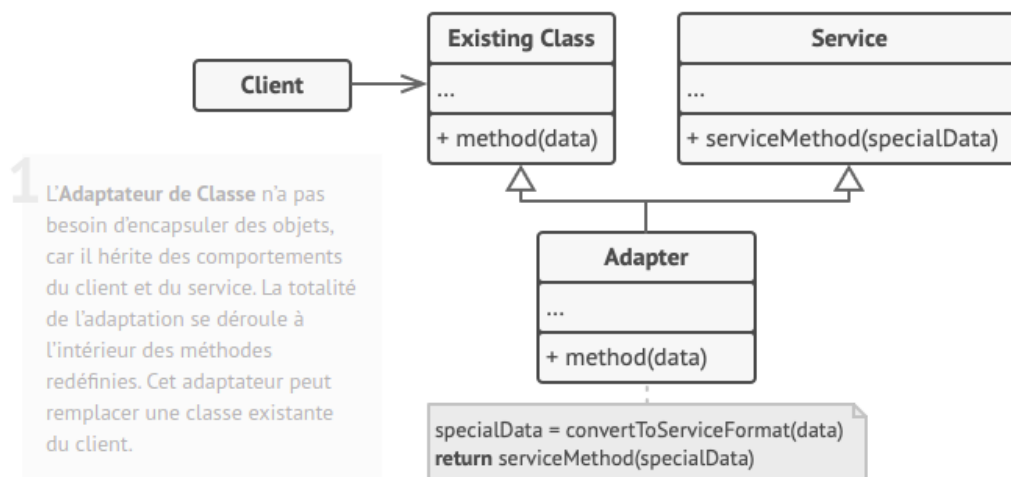 Existing Class
...
+ method(data)
Service
...
+ serviceMethod(specialData)
Client
1
L'Adaptateur de Classe n'a pas
besoin d'encapsuler des objets,
car il hérite des comportements
du client et du service. La totalité
de l'adaptation se déroule à
l'intérieur des méthodes
redéfinies. Cet adaptateur peut
remplacer une classe existante
du client.
Adapter
...
+ method(data)
specialData = convertToServiceFormat(data)
return serviceMethod(specialData)